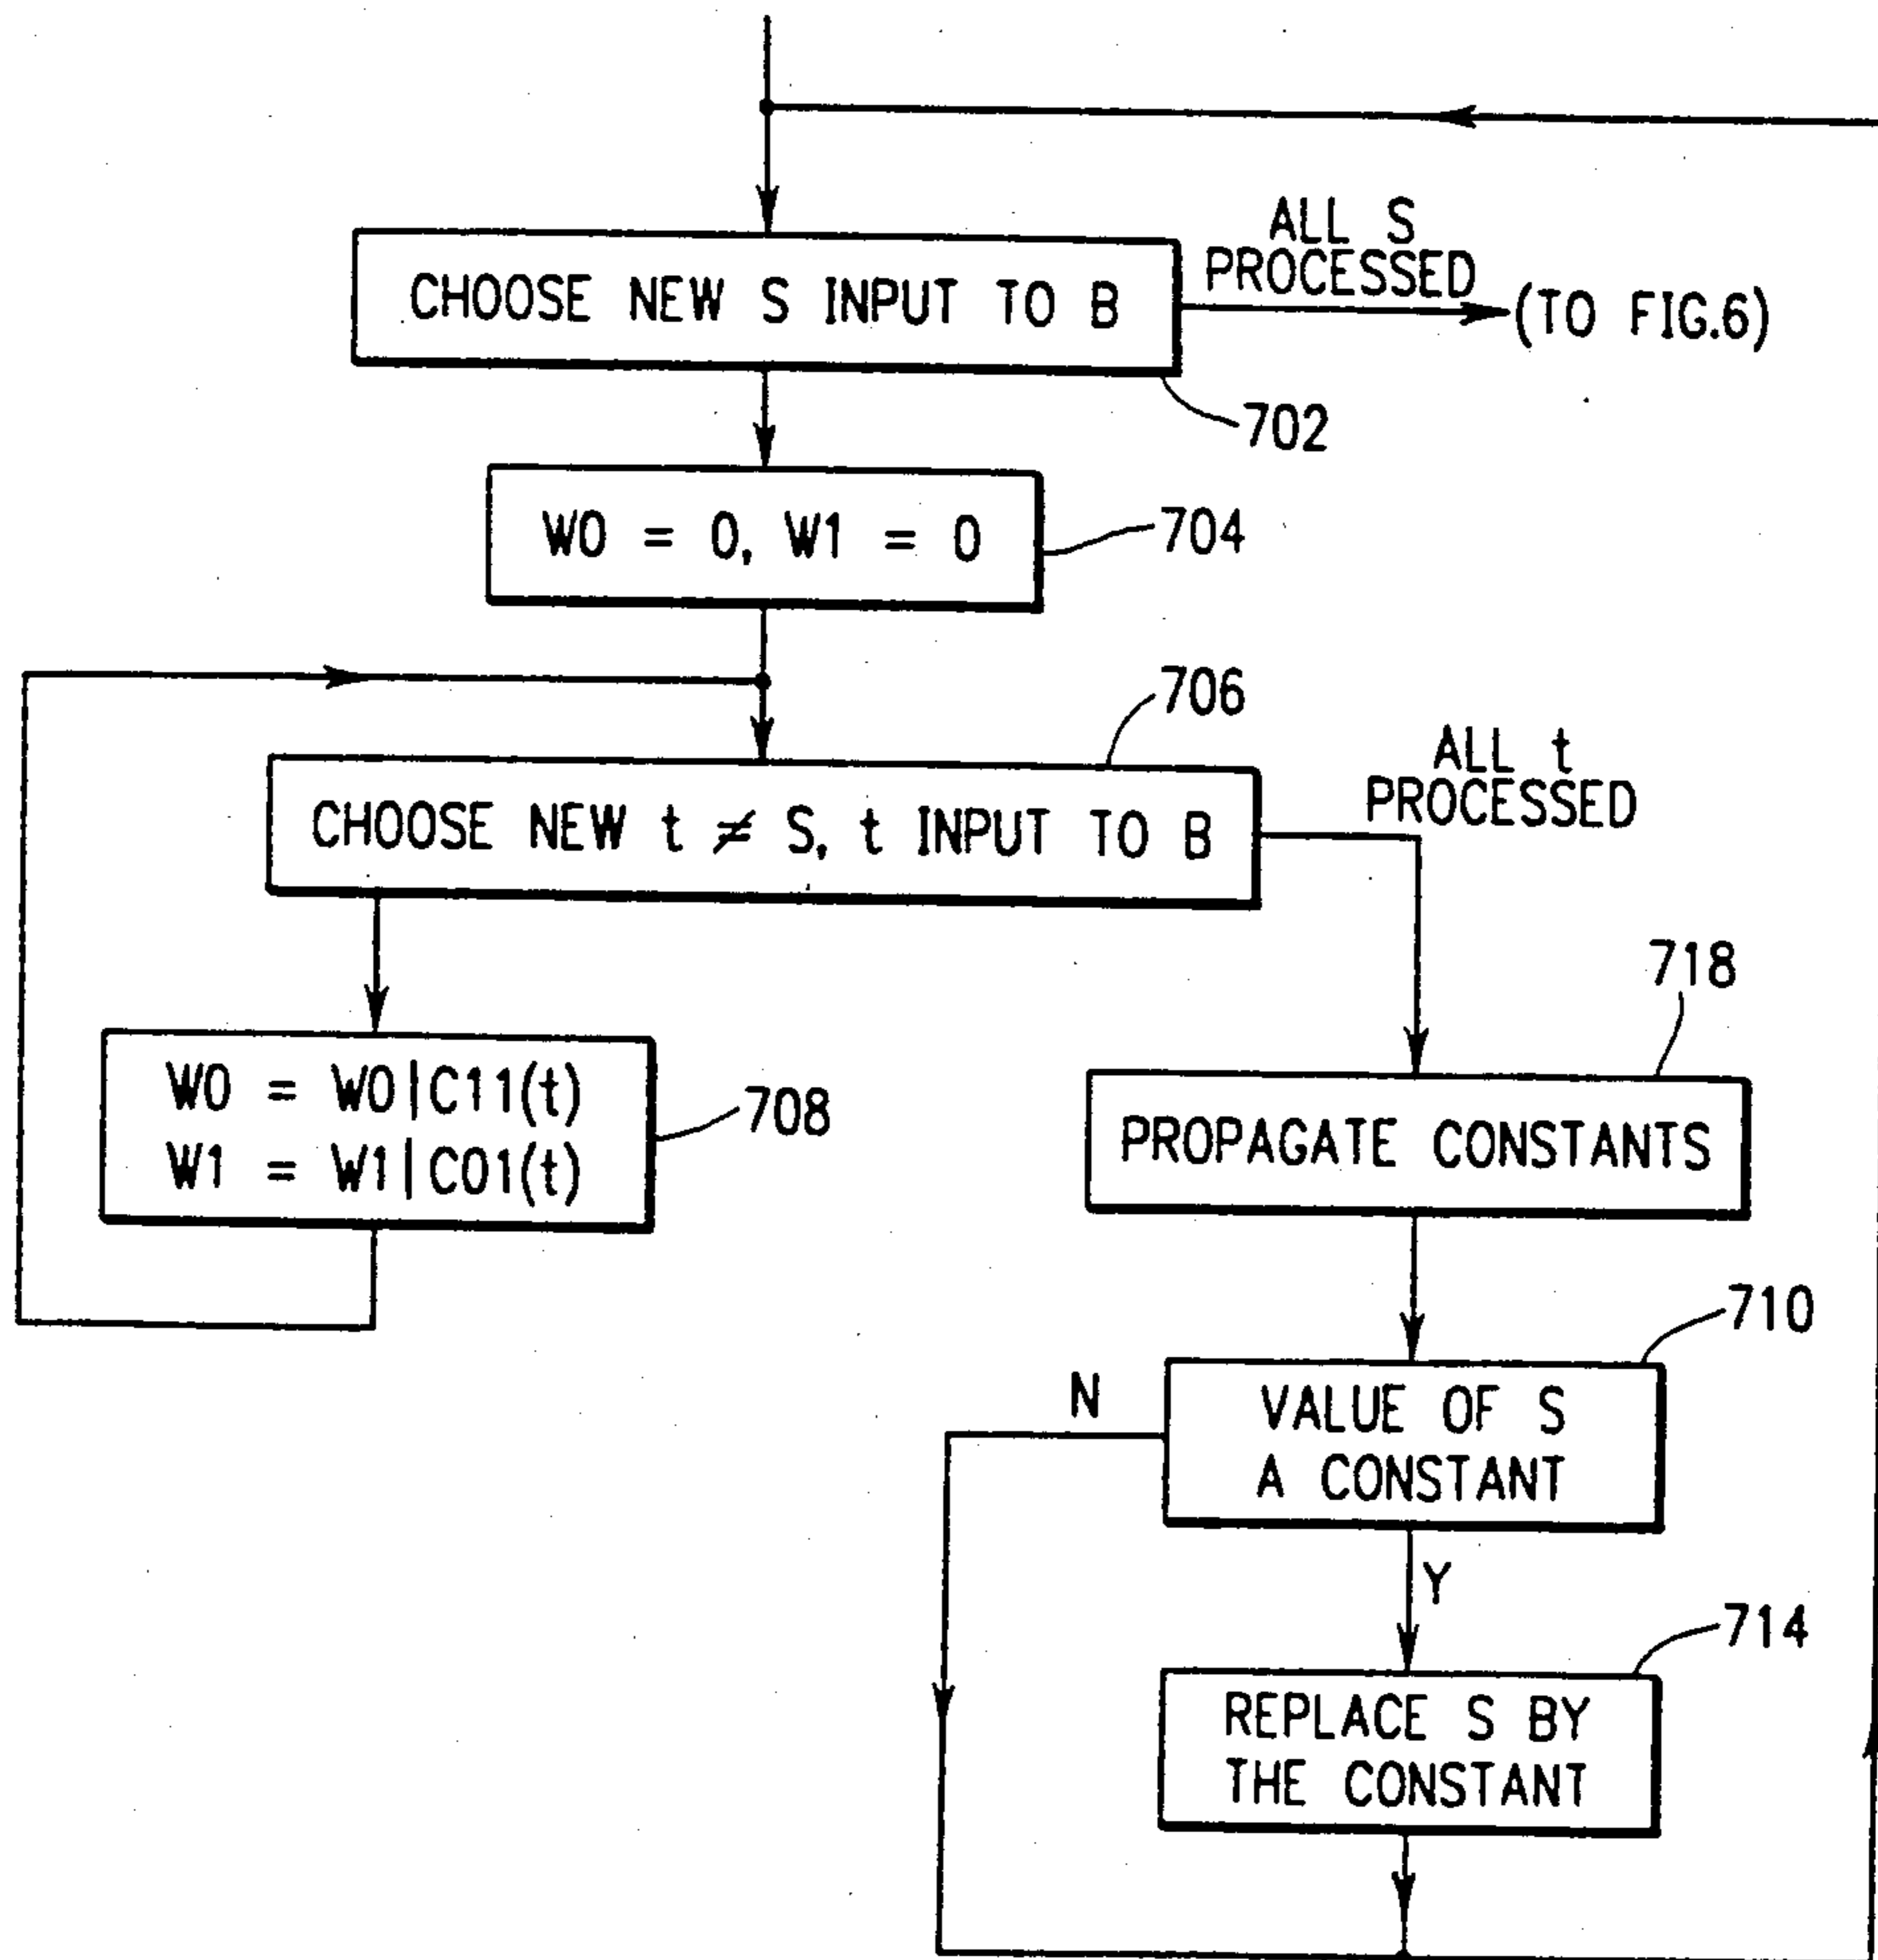 ALL S
PROCESSED
CHOOSE NEW S INPUT TO B
(TO FIG.6)
702
W0 = 0, W1 = 0
704
706
ALL t
PROCESSED
CHOOSE NEW t ≠ S, t INPUT TO B
718
W0 = W0|C11(t)
W1 = W1|C01(t)
708
PROPAGATE CONSTANTS
710
N
VALUE OF S
A CONSTANT
Y
714
REPLACE S BY
THE CONSTANT